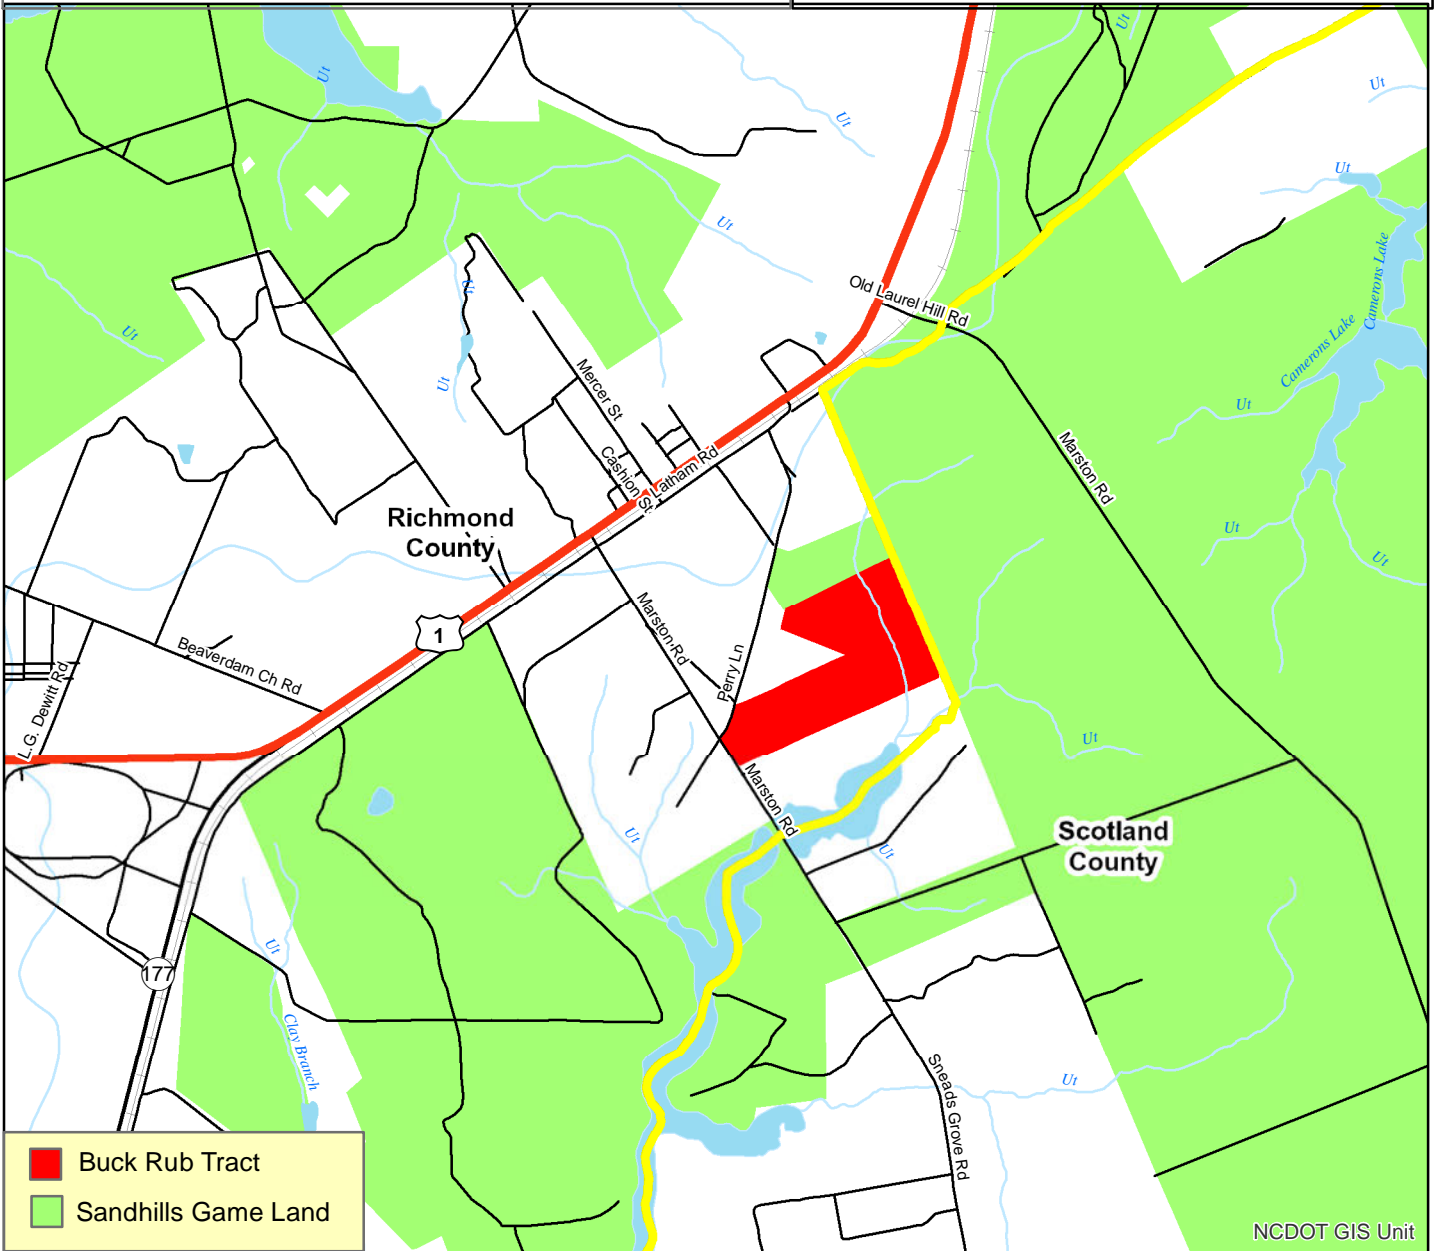 Ut
Ut
Ut
Ut
Ut
Ut
Ut
Ut
Ut
Old Laurel Hill Rd
Camerons Lake
Camerons Lake
Ut
Mercer St
Cashion St
Latham Rd
Marston Rd
Richmond
County
Ut
Ut
1
Marston Rd
Perry Ln
Beaverdam Ch Rd
L.G. Dewitt Rd
Ut
Marston Rd
Ut
Ut
Scotland
County
Ut
177
Clay Branch
Sneads Grove Rd
Ut
Buck Rub Tract
Sandhills Game Land
NCDOT GIS Unit